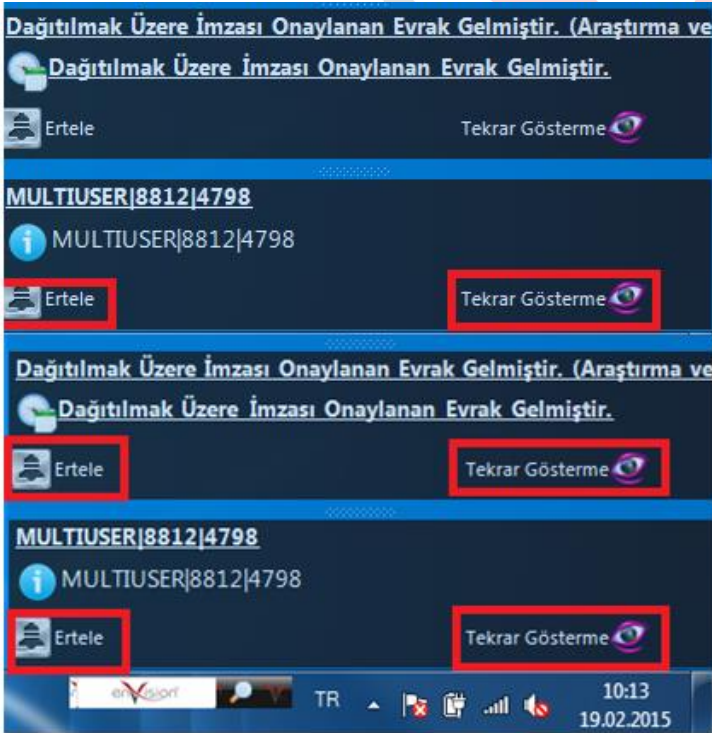 Dağıtılmak Üzere İmzası Onaylanan Evrak Gelmiştir. (Araştırma ve
Dağıtılmak Üzere İmzası Onaylanan Evrak Gelmiştir.
Ertele Tekrar Gösterme
MULTIUSER|8812|4798
MULTIUSER|8812|4798
Ertele Tekrar Gösterme
Dağıtılmak Üzere İmzası Onaylanan Evrak Gelmiştir. (Araştırma ve
Dağıtılmak Üzere İmzası Onaylanan Evrak Gelmiştir.
Ertele Tekrar Gösterme
MULTIUSER|8812|4798
MULTIUSER|8812|4798
Ertele Tekrar Gösterme
enVision TR 10:13
19.02.2015